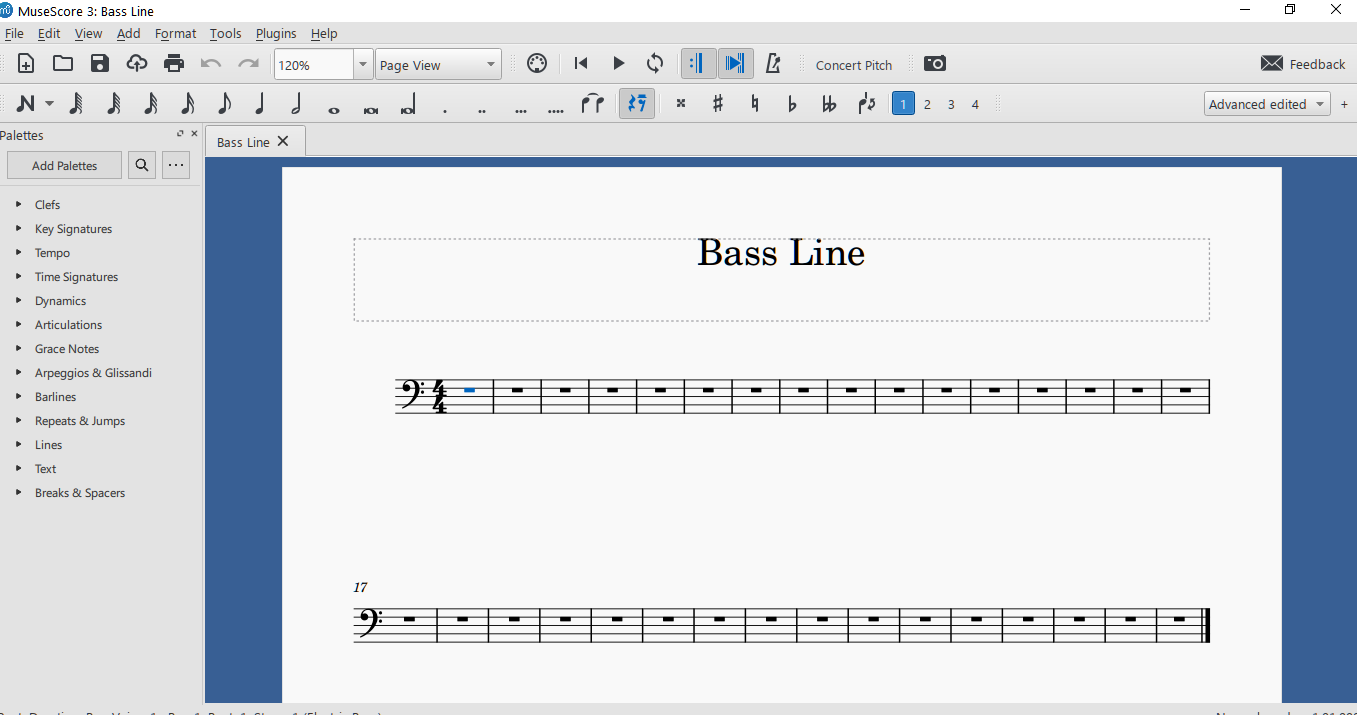 MuseScore 3: Bass Line
File Edit View Add Format Tools Plugins Help
120% Page View Concert Pitch Feedback
1 2 3 4 Advanced edited +
Palettes
Bass Line
Add Palettes ...
Clefs
Key Signatures
Tempo
Time Signatures
Dynamics
Articulations
Grace Notes
Arpeggios & Glissandi
Barlines
Repeats & Jumps
Lines
Text
Breaks & Spacers
Bass Line
4
4
17